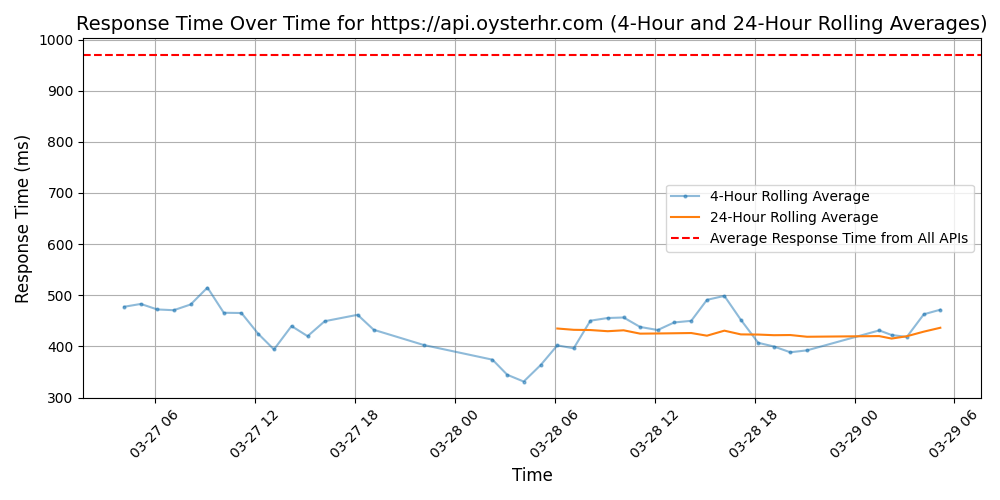 Response Time Over Time for https://api.oysterhr.com (4-Hour and 24-Hour Rolling Averages)
Response Time (ms)
1000
900
800
700
600
500
400
300
4-Hour Rolling Average
24-Hour Rolling Average
Average Response Time from All APIs
03-27 06
03-27 12
03-27 18
03-28 00
03-28 06
03-28 12
03-28 18
03-29 00
03-29 06
Time